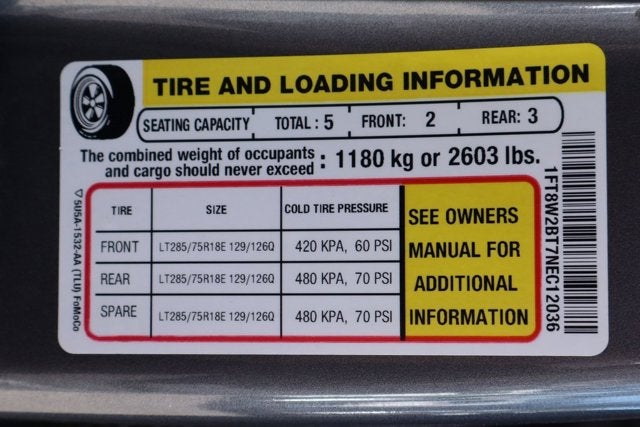 TIRE AND LOADING INFORMATION
SEATING CAPACITY TOTAL : 5 FRONT: 2 REAR: 3
The combined weight of occupants
and cargo should never exceed : 1180 kg or 2603 lbs.
TIRE SIZE COLD TIRE PRESSURE
FRONT LT285/75R18E 129/126Q 420 KPA, 60 PSI
REAR LT285/75R18E 129/126Q 480 KPA, 70 PSI
SPARE LT285/75R18E 129/126Q 480 KPA, 70 PSI
SEE OWNERS
MANUAL FOR
ADDITIONAL
INFORMATION
5U5A-1532-AA (TLU) FoMoCo
1FT8W2BT7NEC12036